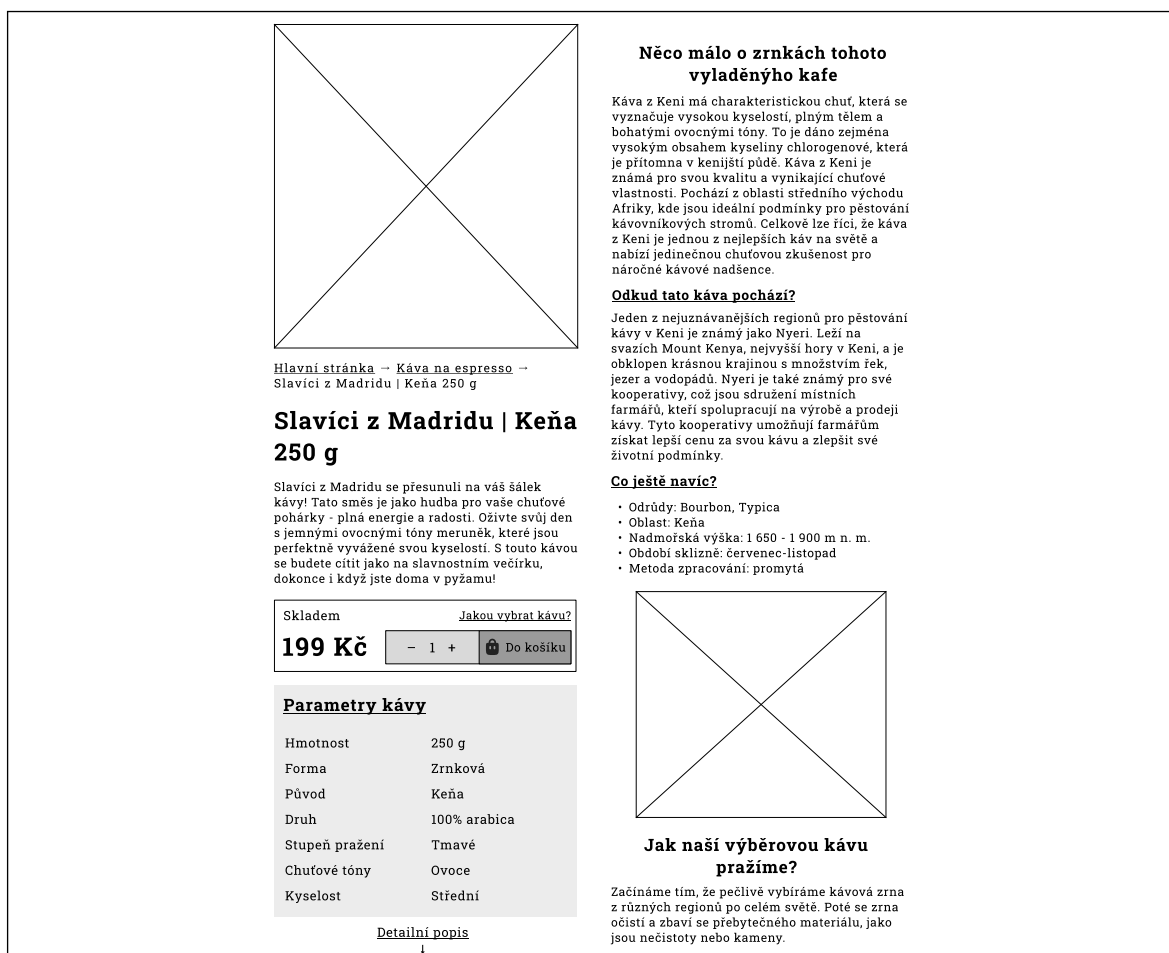 Hlavní stránka → Káva na espresso →
Slavíci z Madridu | Keňa 250 g
Slavíci z Madridu | Keňa
250 g
Slavíci z Madridu se přesunuli na váš šálek
kávy! Tato směs je jako hudba pro vaše chuťové
pohárky - plná energie a radosti. Oživte svůj den
s jemnými ovocnými tóny meruněk, které jsou
perfektně vyvážené svou kyselostí. S touto kávou
se budete cítit jako na slavnostním večírku,
dokonce i když jste doma v pyžamu!
Skladem Jakou vybrat kávu?
199 Kč − 1 + Do košíku
Parametry kávy
Hmotnost 250 g
Forma Zrnková
Původ Keňa
Druh 100% arabica
Stupeň pražení Tmavé
Chuťové tóny Ovoce
Kyselost Střední
Detailní popis
↓
Něco málo o zrnkách tohoto
vyladěnýho kafe
Káva z Keni má charakteristickou chuť, která se
vyznačuje vysokou kyselostí, plným tělem a
bohatými ovocnými tóny. To je dáno zejména
vysokým obsahem kyseliny chlorogenové, která
je přítomna v kenijští půdě. Káva z Keni je
známá pro svou kvalitu a vynikající chuťové
vlastnosti. Pochází z oblasti středního východu
Afriky, kde jsou ideální podmínky pro pěstování
kávovníkových stromů. Celkově lze říci, že káva
z Keni je jednou z nejlepších káv na světě a
nabízí jedinečnou chuťovou zkušenost pro
náročné kávové nadšence.
Odkud tato káva pochází?
Jeden z nejuznávanějších regionů pro pěstování
kávy v Keni je známý jako Nyeri. Leží na
svazích Mount Kenya, nejvyšší hory v Keni, a je
obklopen krásnou krajinou s množstvím řek,
jezer a vodopádů. Nyeri je také známý pro své
kooperativy, což jsou sdružení místních
farmářů, kteří spolupracují na výrobě a prodeji
kávy. Tyto kooperativy umožňují farmářům
získat lepší cenu za svou kávu a zlepšit své
životní podmínky.
Co ještě navíc?
• Odrůdy: Bourbon, Typica
• Oblast: Keňa
• Nadmořská výška: 1 650 - 1 900 m n. m.
• Období sklizně: červenec-listopad
• Metoda zpracování: promytá
Jak naší výběrovou kávu
pražíme?
Začínáme tím, že pečlivě vybíráme kávová zrna
z různých regionů po celém světě. Poté se zrna
očistí a zbaví se přebytečného materiálu, jako
jsou nečistoty nebo kameny.